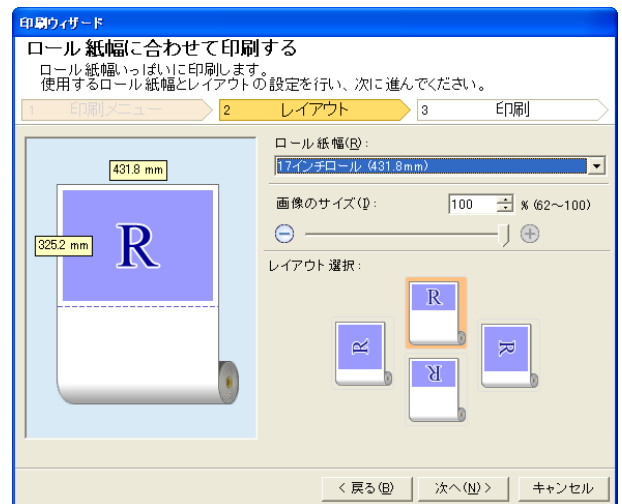 印刷ウィザード
ロール紙幅に合わせて印刷する
ロール紙幅いっぱいに印刷します。
使用するロール紙幅とレイアウトの設定を行い、次に進んでください。
1 印刷メニュー 2 レイアウト 3 印刷
ロール紙幅(R):
17インチロール (431.8mm)
画像のサイズ(I): 100 % (62～100)
レイアウト選択:
431.8 mm
325.2 mm
R
R
R
R
R
< 戻る(B) 次へ(N) > キャンセル